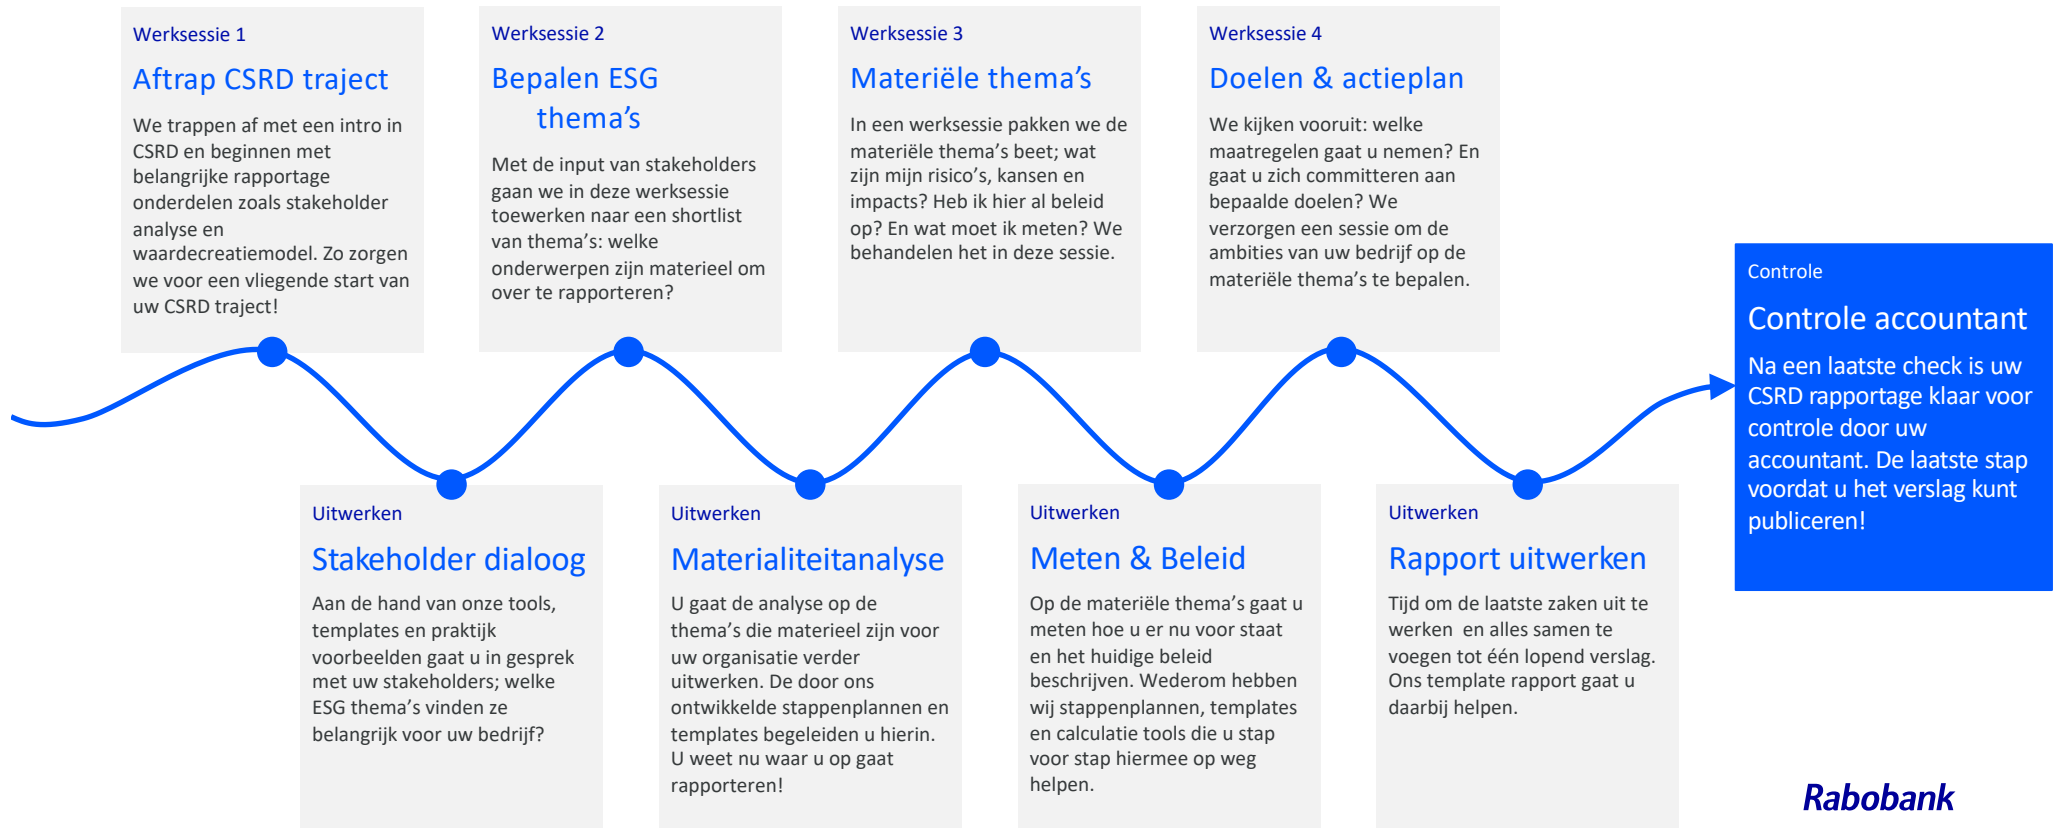 Werksessie 1
Aftrap CSRD traject
We trappen af met een intro in
CSRD en beginnen met
belangrijke rapportage
onderdelen zoals stakeholder
analyse en
waardecreatiemodel. Zo zorgen
we voor een vliegende start van
uw CSRD traject!
Uitwerken
Stakeholder dialoog
Aan de hand van onze tools,
templates en praktijk
voorbeelden gaat u in gesprek
met uw stakeholders; welke
ESG thema’s vinden ze
belangrijk voor uw bedrijf?
Werksessie 2
Bepalen ESG
thema’s
Met de input van stakeholders
gaan we in deze werksessie
toewerken naar een shortlist
van thema’s: welke
onderwerpen zijn materieel om
over te rapporteren?
Uitwerken
Materialiteitanalyse
U gaat de analyse op de
thema’s die materieel zijn voor
uw organisatie verder
uitwerken. De door ons
ontwikkelde stappenplannen en
templates begeleiden u hierin.
U weet nu waar u op gaat
rapporteren!
Werksessie 3
Materiële thema’s
In een werksessie pakken we de
materiële thema’s beet; wat
zijn mijn risico’s, kansen en
impacts? Heb ik hier al beleid
op? En wat moet ik meten? We
behandelen het in deze sessie.
Uitwerken
Meten & Beleid
Op de materiële thema’s gaat u
meten hoe u er nu voor staat
en het huidige beleid
beschrijven. Wederom hebben
wij stappenplannen, templates
en calculatie tools die u stap
voor stap hiermee op weg
helpen.
Werksessie 4
Doelen & actieplan
We kijken vooruit: welke
maatregelen gaat u nemen? En
gaat u zich committeren aan
bepaalde doelen? We
verzorgen een sessie om de
ambities van uw bedrijf op de
materiële thema’s te bepalen.
Uitwerken
Rapport uitwerken
Tijd om de laatste zaken uit te
werken  en alles samen te
voegen tot één lopend verslag.
Ons template rapport gaat u
daarbij helpen.
Controle
Controle accountant
Na een laatste check is uw
CSRD rapportage klaar voor
controle door uw
accountant. De laatste stap
voordat u het verslag kunt
publiceren!
Rabobank